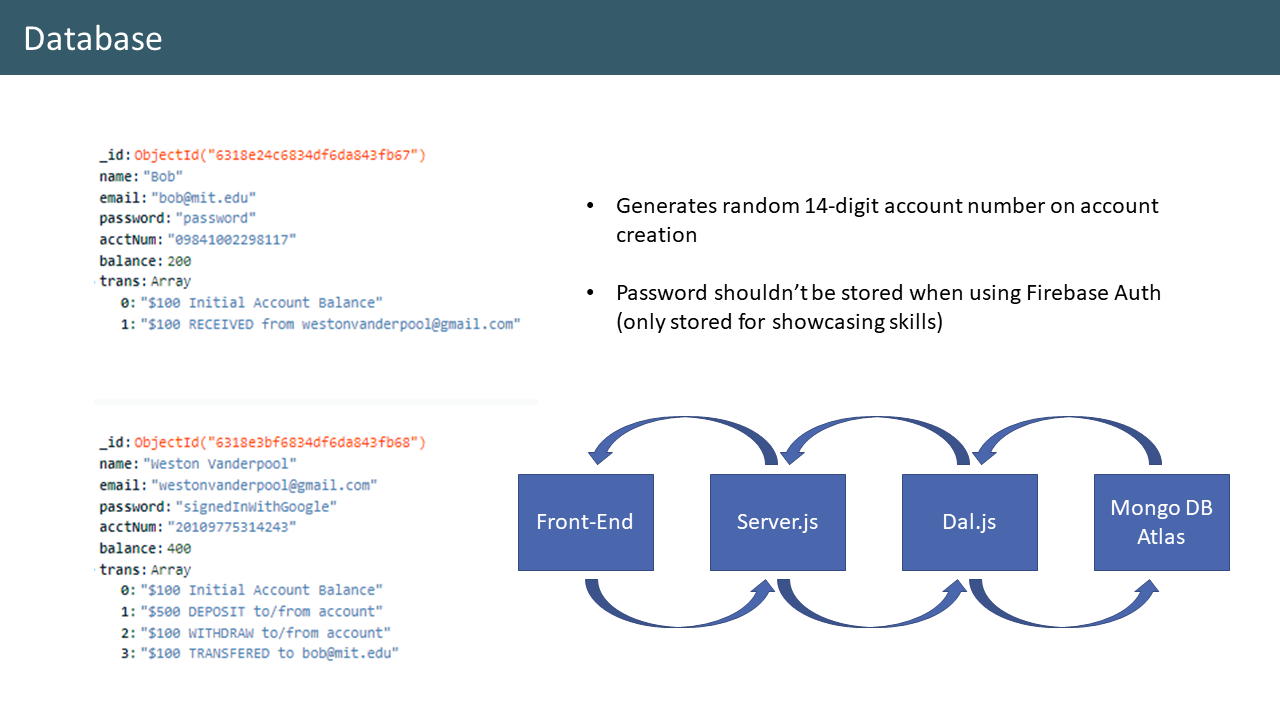 Database
_id: ObjectId("6318e24c6834df6da843fb67")
name: "Bob"
email: "bob@mit.edu"
password: "password"
acctNum: "09841002298117"
balance: 200
trans: Array
0: "$100 Initial Account Balance"
1: "$100 RECEIVED from westonvanderpool@gmail.com"
_id: ObjectId("6318e3bf6834df6da843fb68")
name: "Weston Vanderpool"
email: "westonvanderpool@gmail.com"
password: "signedInWithGoogle"
acctNum: "20109775314243"
balance: 400
trans: Array
0: "$100 Initial Account Balance"
1: "$500 DEPOSIT to/from account"
2: "$100 WITHDRAW to/from account"
3: "$100 TRANSFERED to bob@mit.edu"
• Generates random 14-digit account number on account
creation
• Password shouldn’t be stored when using Firebase Auth
(only stored for showcasing skills)
Front-End
Server.js
Dal.js
Mongo DB
Atlas